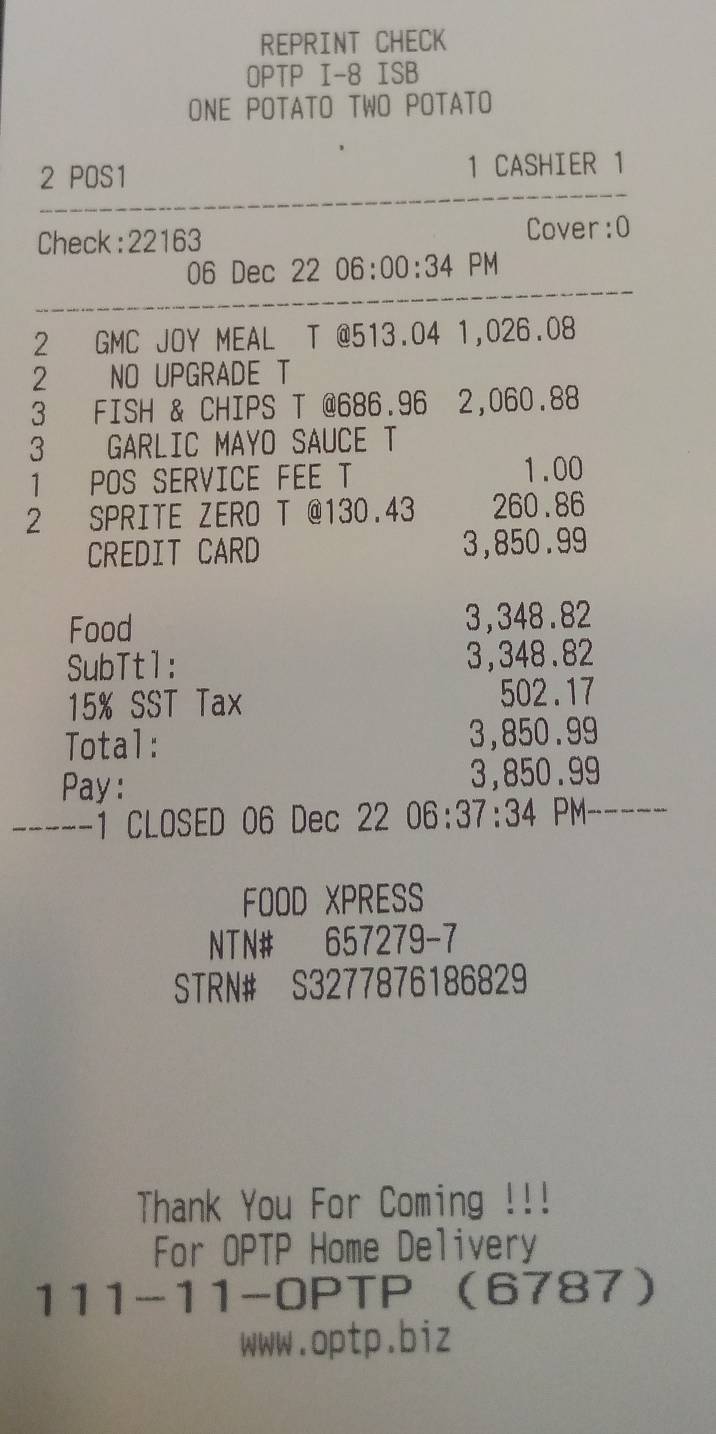 REPRINT CHECK
OPTP I-8 ISB
ONE POTATO TWO POTATO
2 POS1 1 CASHIER 1
Check:22163 Cover:0
06 Dec 22 06:00:34 PM
2 GMC JOY MEAL T @513.04 1,026.08
2 NO UPGRADE T
3 FISH & CHIPS T @686.96 2,060.88
3 GARLIC MAYO SAUCE T
1 POS SERVICE FEE T 1.00
2 SPRITE ZERO T @130.43 260.86
CREDIT CARD 3,850.99
Food 3,348.82
SubTtl: 3,348.82
15% SST Tax 502.17
Total: 3,850.99
Pay: 3,850.99
-----1 CLOSED 06 Dec 22 06:37:34 PM-----
FOOD XPRESS
NTN# 657279-7
STRN# S3277876186829
Thank You For Coming !!!
For OPTP Home Delivery
111-11-OPTP (6787)
www.optp.biz